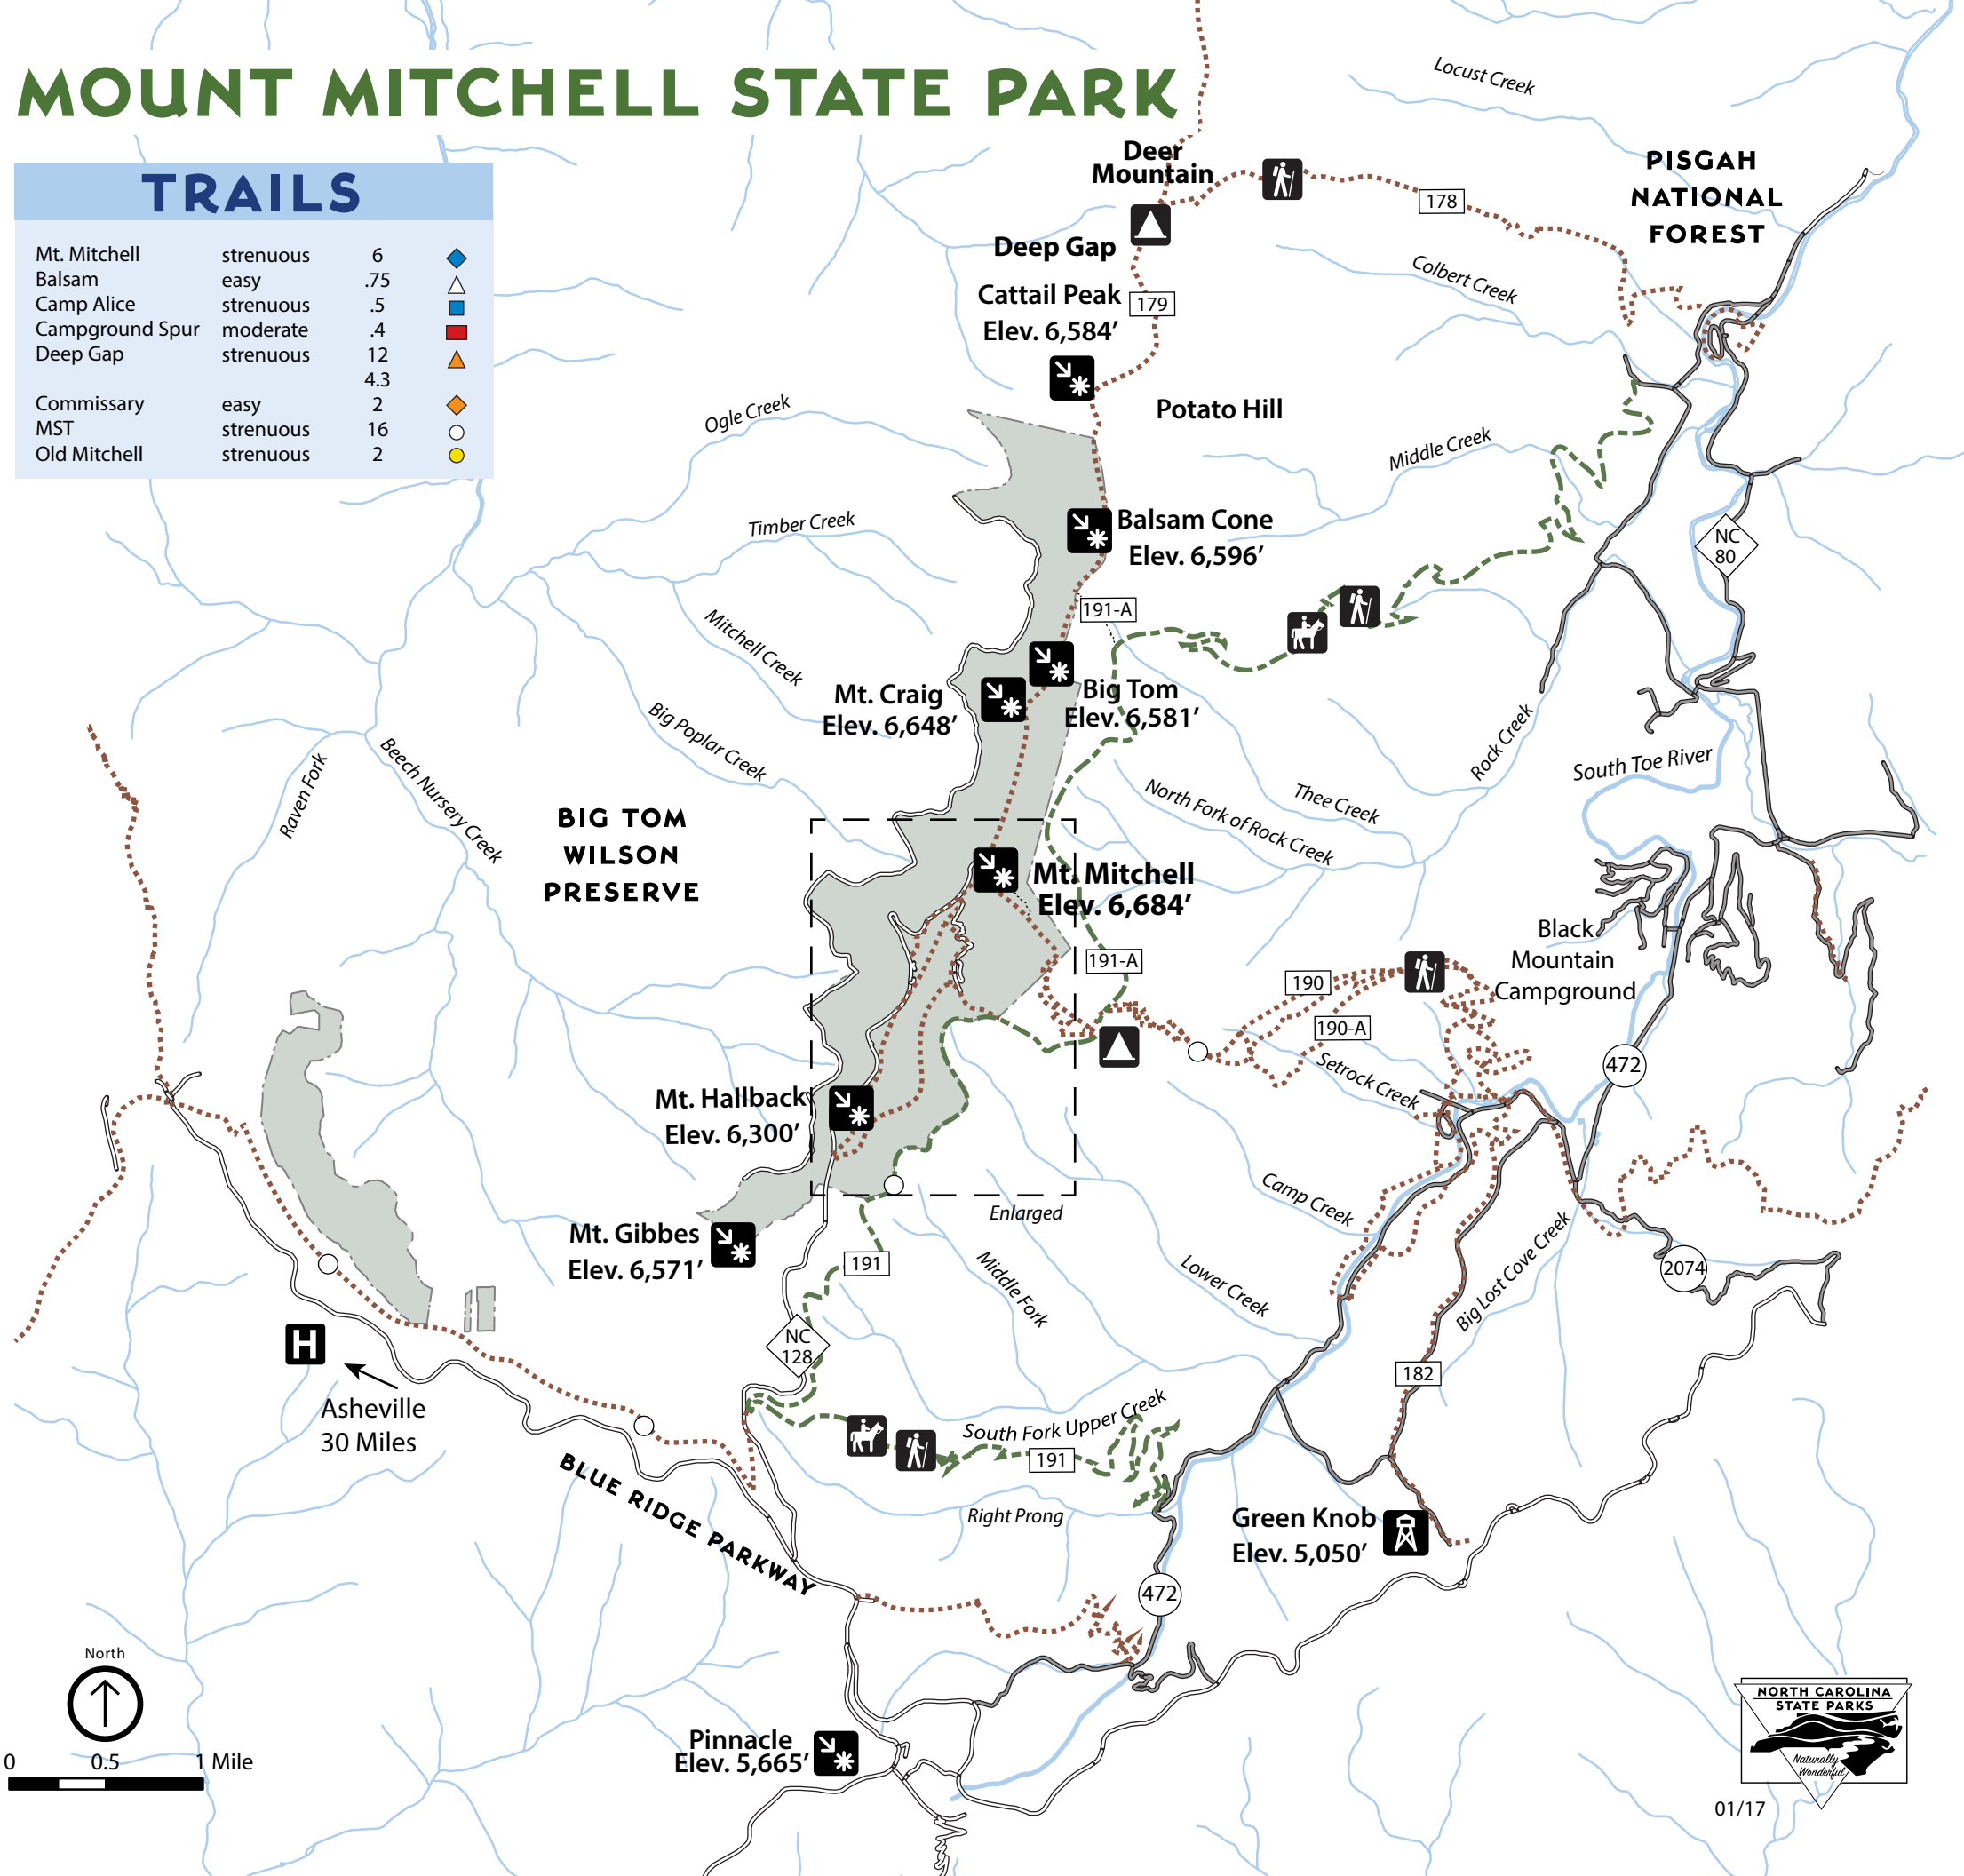 MOUNT MITCHELL STATE PARK
TRAILS
Mt. Mitchell strenuous 6
Balsam easy .75
Camp Alice strenuous .5
Campground Spur moderate .4
Deep Gap strenuous 12
4.3
Commissary easy 2
MST strenuous 16
Old Mitchell strenuous 2
Locust Creek
PISGAH
NATIONAL
FOREST
Deer
Mountain
178
Deep Gap
Colbert Creek
Cattail Peak
Elev. 6,584’
179
Potato Hill
Ogle Creek
Middle Creek
Timber Creek
Balsam Cone
Elev. 6,596’
NC
80
191-A
Mitchell Creek
Mt. Craig
Elev. 6,648’
Big Tom
Elev. 6,581’
Big Poplar Creek
Rock Creek
South Toe River
Raven Fork
Beech Nursery Creek
BIG TOM
WILSON
PRESERVE
North Fork of Rock Creek
Thee Creek
Mt. Mitchell
Elev. 6,684’
Black
Mountain
Campground
191-A
190
190-A
Setrock Creek
472
Mt. Hallback
Elev. 6,300’
Camp Creek
Enlarged
Mt. Gibbes
Elev. 6,571’
191
Middle Fork
Lower Creek
Big Lost Cove Creek
2074
NC
128
H
Asheville
30 Miles
182
South Fork Upper Creek
191
BLUE RIDGE PARKWAY
Right Prong
Green Knob
Elev. 5,050’
472
North
0 0.5 1 Mile
Pinnacle
Elev. 5,665’
NORTH CAROLINA
STATE PARKS
Naturally
Wonderful
01/17